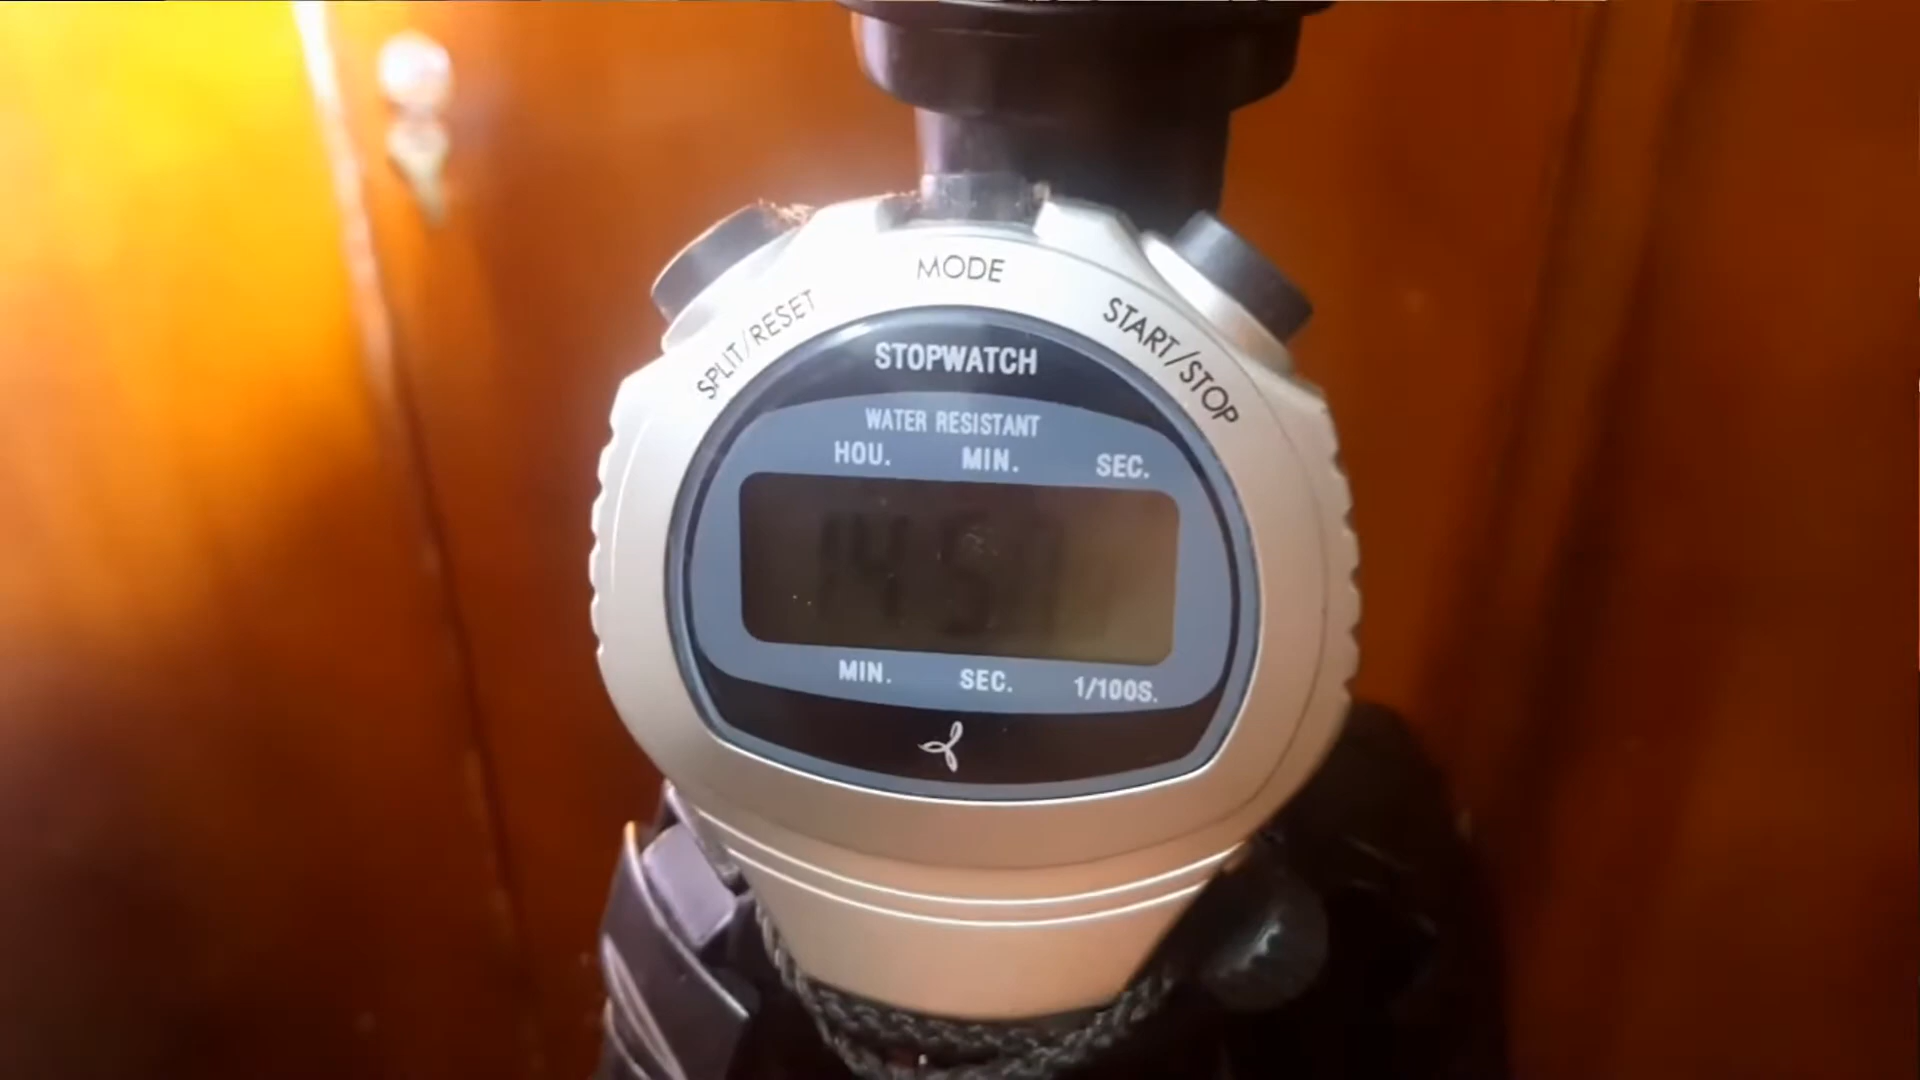 MODE
SPLIT/RESET
START/STOP
STOPWATCH
WATER RESISTANT
HOU. MIN. SEC.
MIN. SEC. 1/100S.